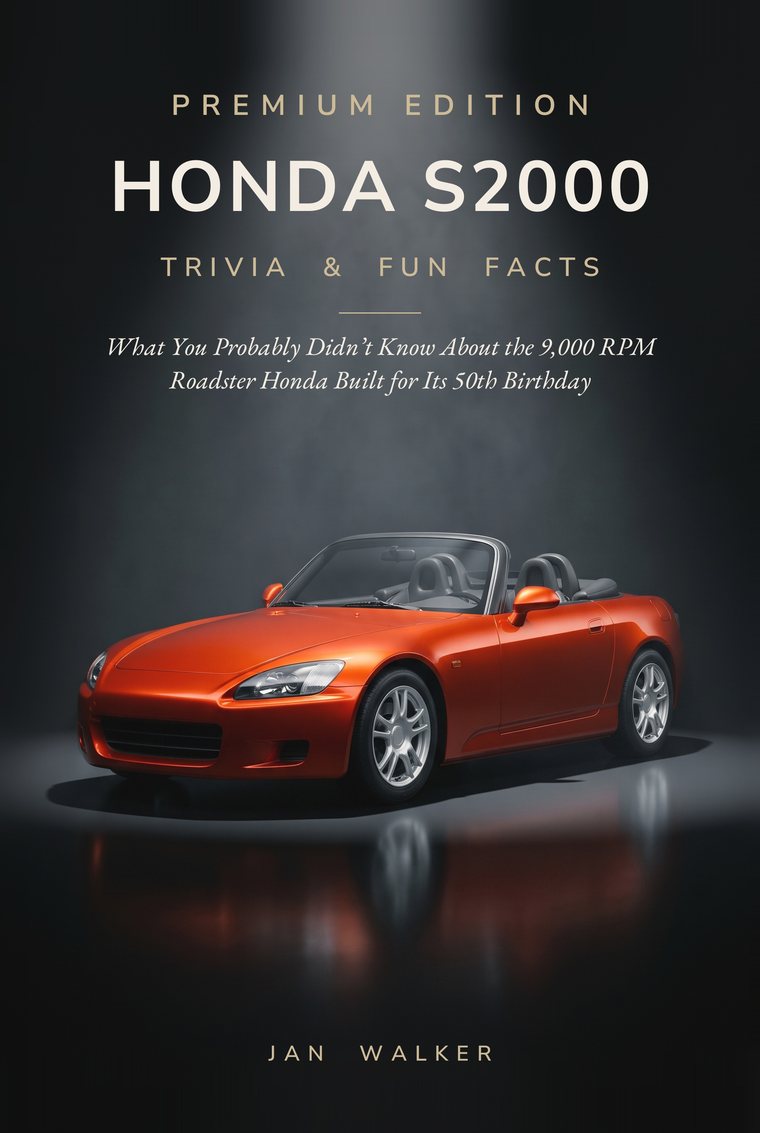 PREMIUM EDITION
HONDA S2000
TRIVIA & FUN FACTS
What You Probably Didn’t Know About the 9,000 RPM
Roadster Honda Built for Its 50th Birthday
JAN WALKER